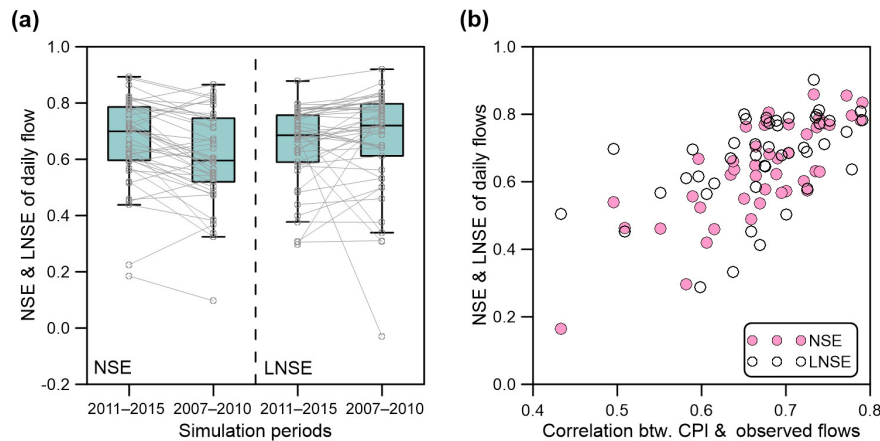 (a)
NSE & LNSE of daily flow
1.0
0.8
0.6
0.4
0.2
0.0
-0.2
NSE
LNSE
2011–2015 2007–2010 2011–2015 2007–2010
Simulation periods
(b)
NSE & LNSE of daily flows
1.0
0.8
0.6
0.4
0.2
0.0
NSE
LNSE
0.4 0.5 0.6 0.7 0.8
Correlation btw. CPI & observed flows